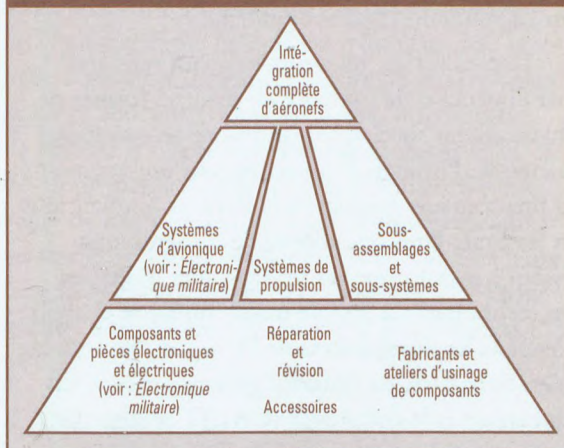 Inté-
gration
complète
d'aéronefs
Systèmes
d'avionique
(voir : Électroni-
que militaire)
Systèmes de
propulsion
Sous-
assemblages
et
sous-systèmes
Composants et
pièces électroniques
et électriques
(voir : Électronique
militaire)
Réparation
et
révision
Accessoires
Fabricants et
ateliers d'usinage
de composants